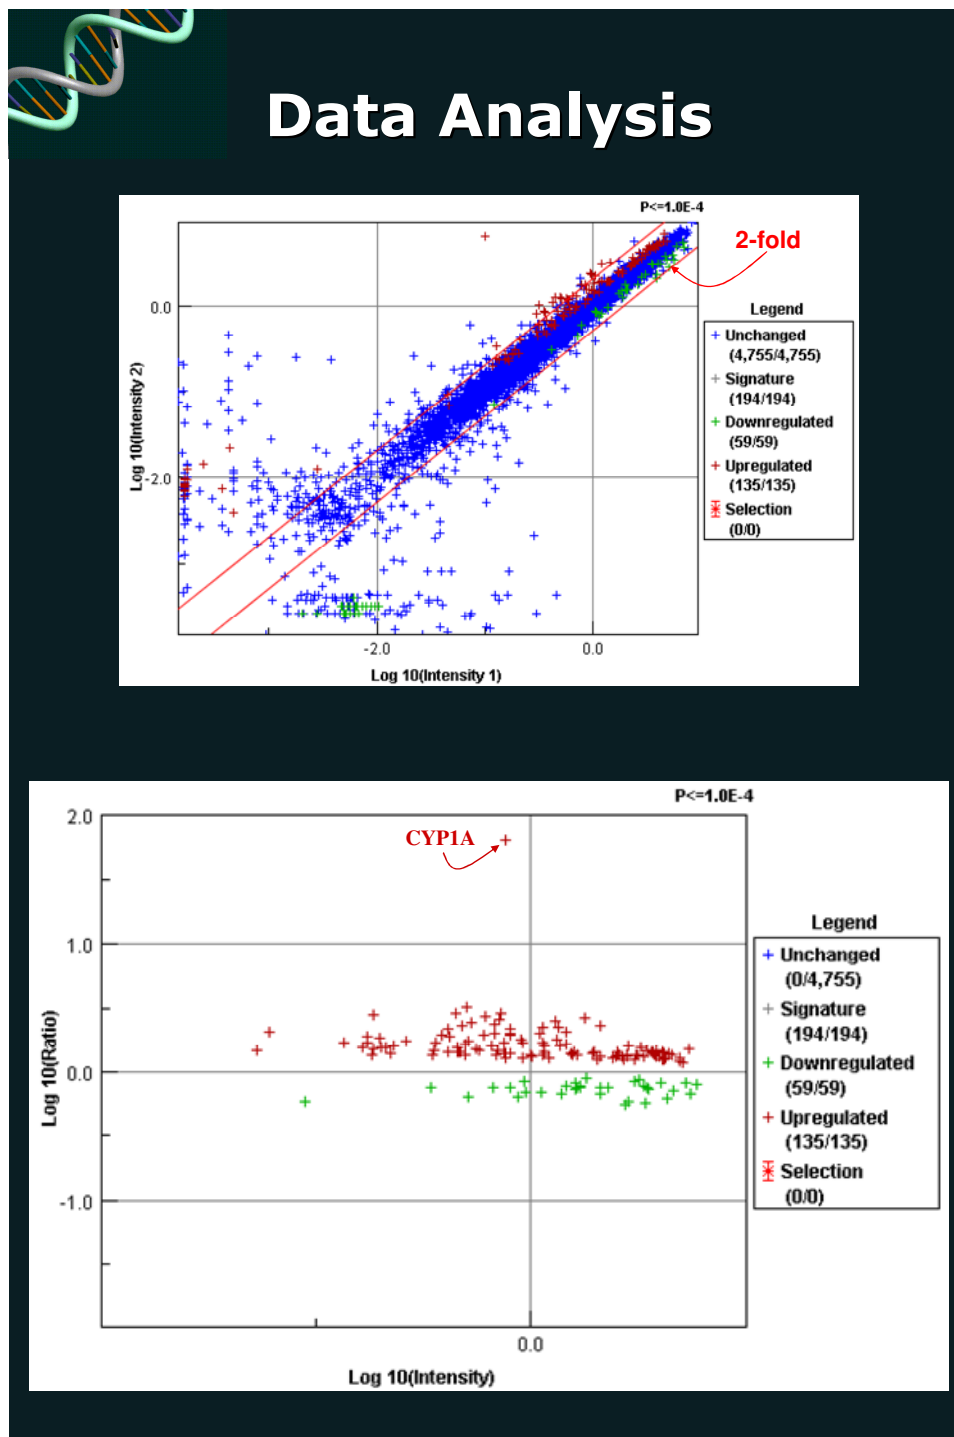 Data Analysis
P<=1.0E-4
2-fold
0.0
-2.0
Log 10(Intensity 2)
-2.0
0.0
Log 10(Intensity 1)
Legend
Unchanged
(4,755/4,755)
Signature
(194/194)
Downregulated
(59/59)
Upregulated
(135/135)
Selection
(0/0)
P<=1.0E-4
2.0
CYP1A
1.0
0.0
-1.0
Log 10(Ratio)
0.0
Log 10(Intensity)
Legend
Unchanged
(0/4,755)
Signature
(194/194)
Downregulated
(59/59)
Upregulated
(135/135)
Selection
(0/0)